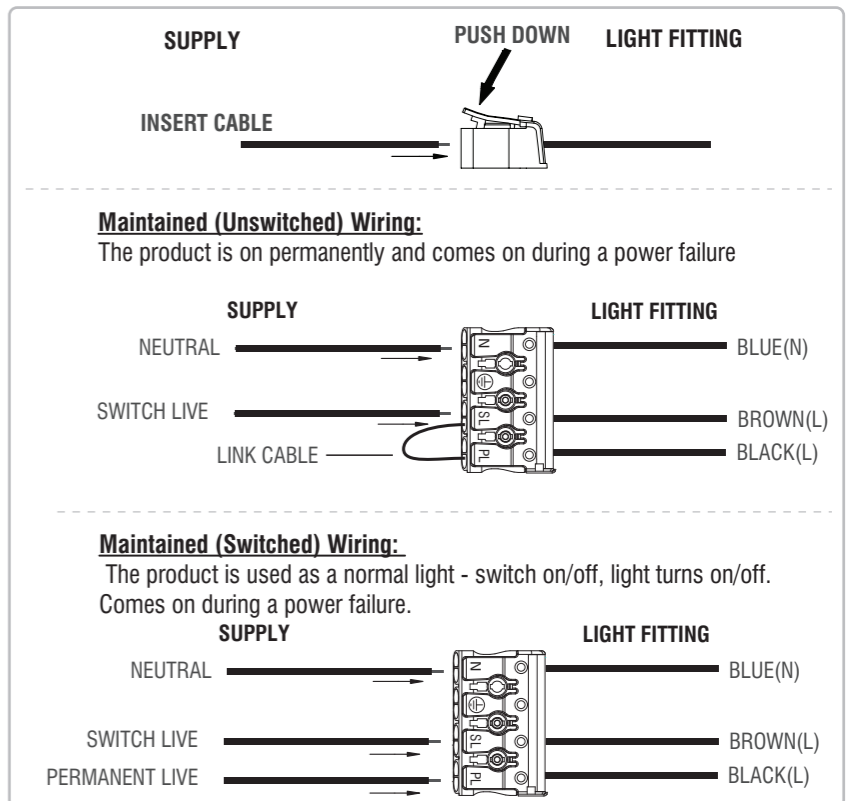 SUPPLY PUSH DOWN LIGHT FITTING
INSERT CABLE
Maintained (Unswitched) Wiring:
The product is on permanently and comes on during a power failure
SUPPLY LIGHT FITTING
NEUTRAL N BLUE(N)
SWITCH LIVE SL BROWN(L)
LINK CABLE PL BLACK(L)
Maintained (Switched) Wiring:
The product is used as a normal light - switch on/off, light turns on/off.
Comes on during a power failure.
SUPPLY LIGHT FITTING
NEUTRAL N BLUE(N)
SWITCH LIVE SL BROWN(L)
PERMANENT LIVE PL BLACK(L)